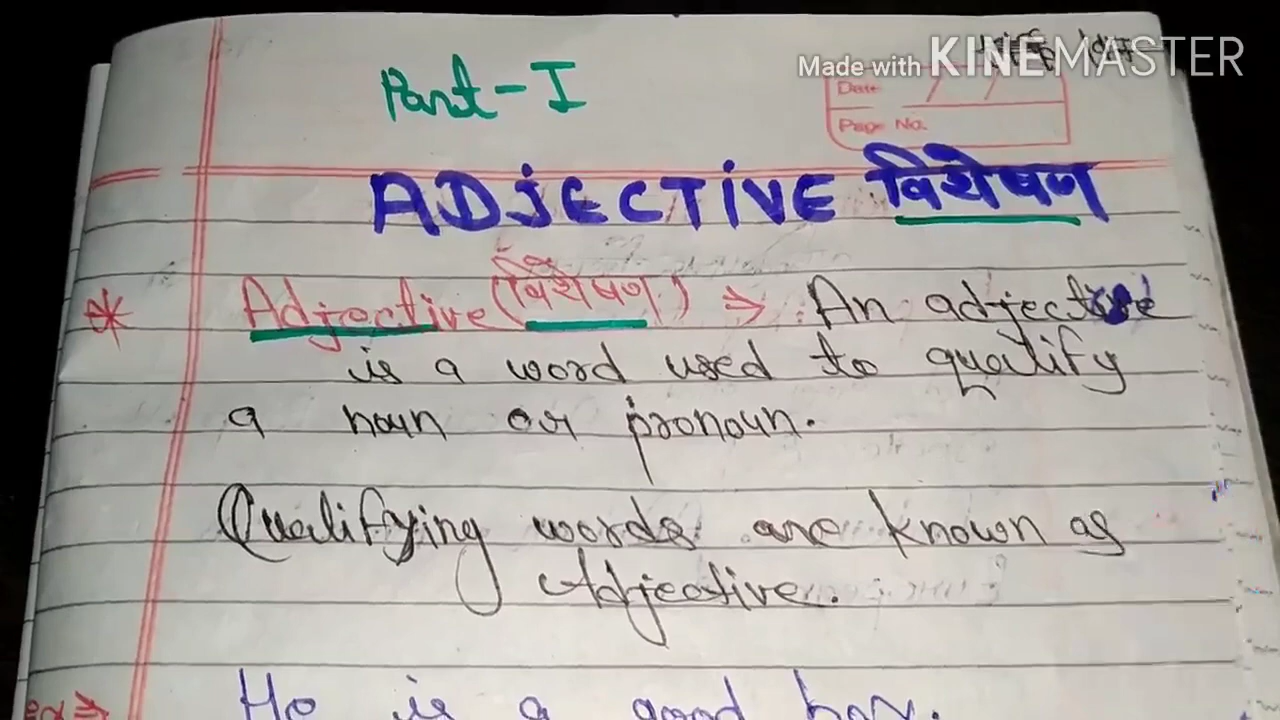 Made with KINEMASTER
Part-I
Date / /
Page No.
ADJECTIVE विशेषण
* Adjective (विशेषण) ⇒ An adjective
is a word used to qualify
a noun or pronoun.
Qualifying words are known as
Adjective.
ex ⇒ He is a good boy.